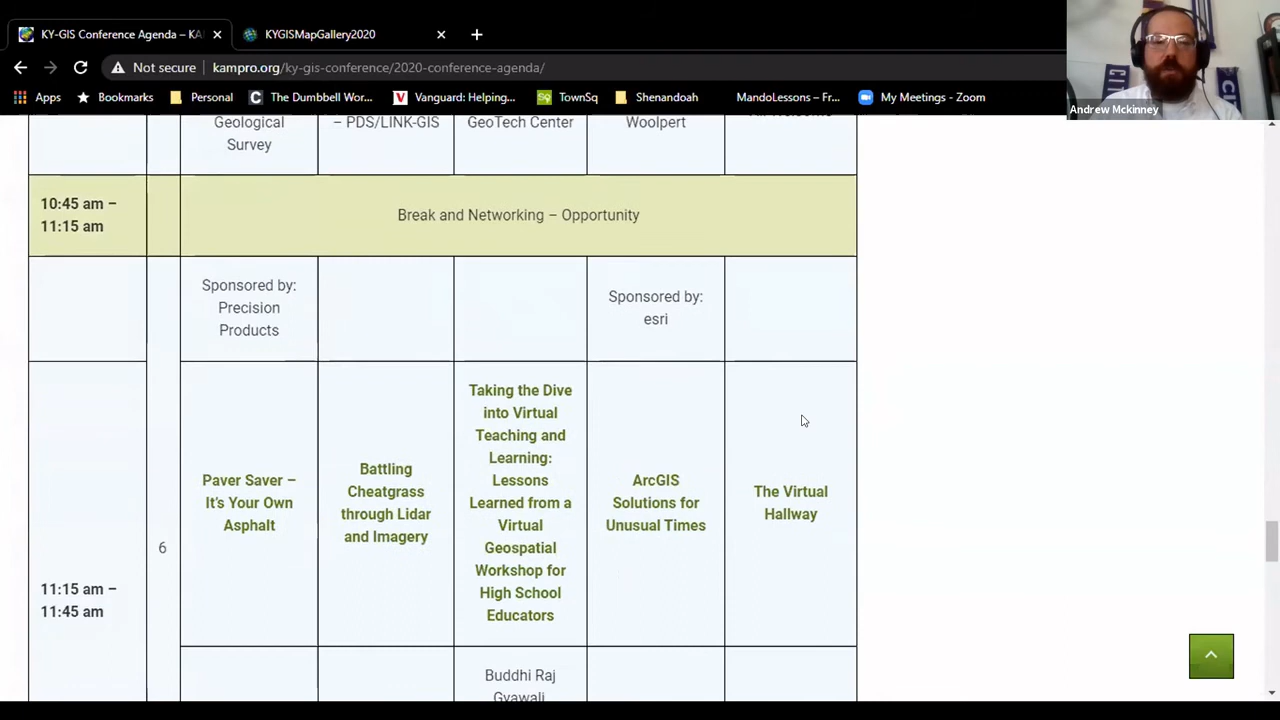 KY-GIS Conference Agenda – KA
KYGISMapGallery2020
Not secure
kampro.org/ky-gis-conference/2020-conference-agenda/
Apps
Bookmarks
Personal
The Dumbbell Wor...
Vanguard: Helping...
TownSq
Shenandoah
MandoLessons – Fr...
My Meetings - Zoom
Andrew Mckinney
Geological
Survey
– PDS/LINK-GIS
GeoTech Center
Woolpert
10:45 am –
11:15 am
Break and Networking – Opportunity
Sponsored by:
Precision
Products
Sponsored by:
esri
11:15 am –
11:45 am
6
Paver Saver –
It's Your Own
Asphalt
Battling
Cheatgrass
through Lidar
and Imagery
Taking the Dive
into Virtual
Teaching and
Learning:
Lessons
Learned from a
Virtual
Geospatial
Workshop for
High School
Educators
ArcGIS
Solutions for
Unusual Times
The Virtual
Hallway
Buddhi Raj
Gyawali